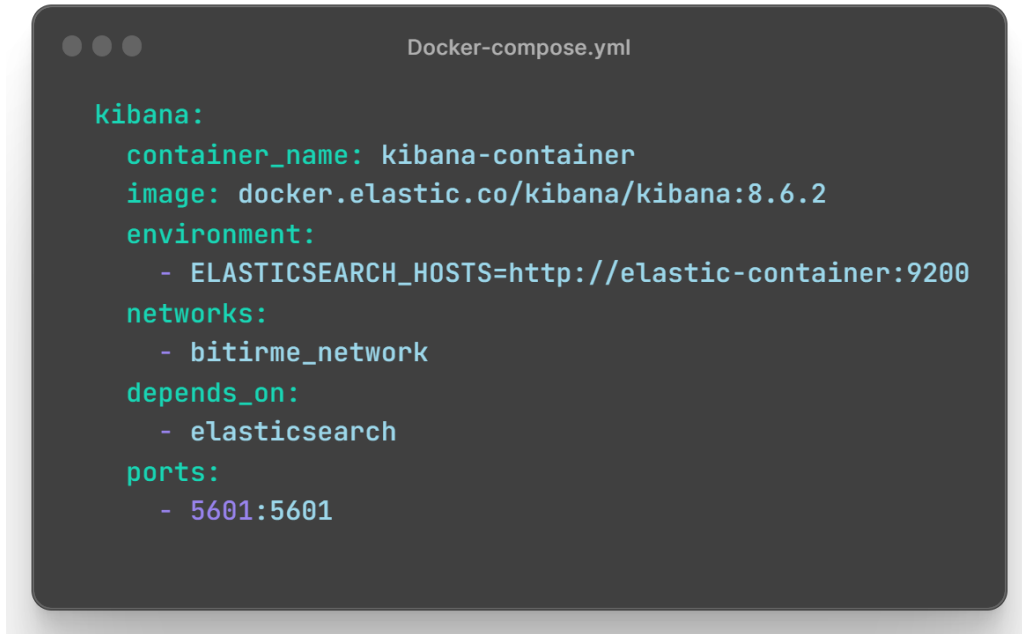 Docker-compose.yml
kibana:
  container_name: kibana-container
  image: docker.elastic.co/kibana/kibana:8.6.2
  environment:
    - ELASTICSEARCH_HOSTS=http://elastic-container:9200
  networks:
    - bitirme_network
  depends_on:
    - elasticsearch
  ports:
    - 5601:5601